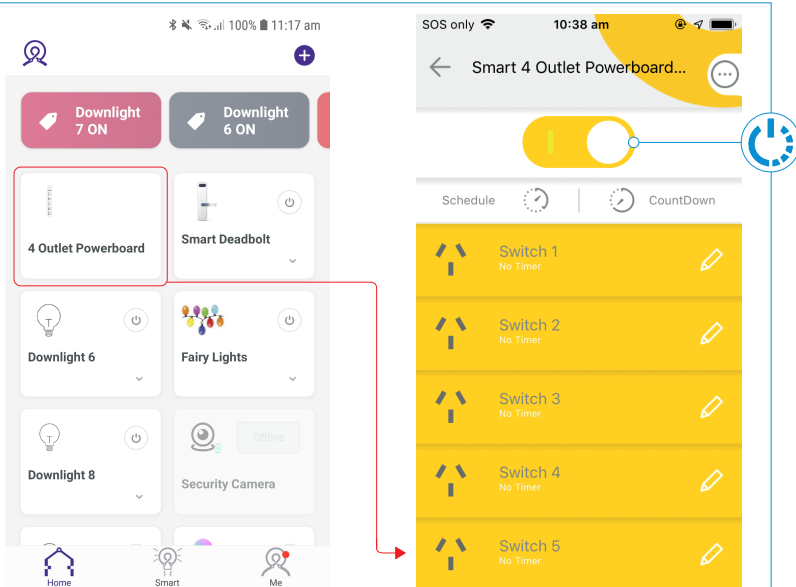 100% 11:17 am
Downlight
7 ON
Downlight
6 ON
4 Outlet Powerboard
Smart Deadbolt
Downlight 6
Fairy Lights
Downlight 8
Offline
Security Camera
Home
Smart
Me
SOS only
10:38 am
Smart 4 Outlet Powerboard...
Schedule
CountDown
Switch 1
No Timer
Switch 2
No Timer
Switch 3
No Timer
Switch 4
No Timer
Switch 5
No Timer